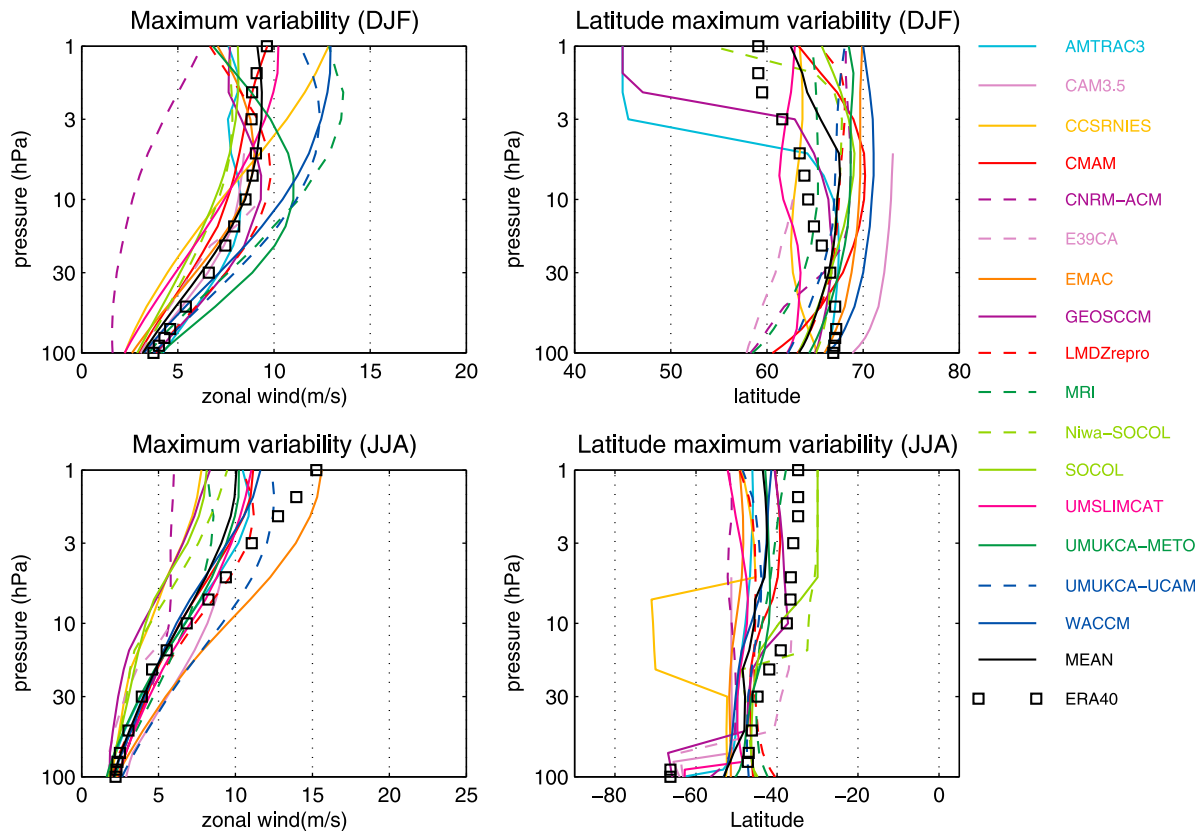 Maximum variability (DJF)
1
3
10
30
100
pressure (hPa)
0
5
10
15
20
zonal wind(m/s)
Latitude maximum variability (DJF)
1
3
10
30
100
pressure (hPa)
40
50
60
70
80
latitude
AMTRAC3
CAM3.5
CCSRNIES
CMAM
CNRM-ACM
E39CA
EMAC
GEOSCCM
LMDZrepro
MRI
Niwa-SOCOL
SOCOL
UMSLIMCAT
UMUKCA-METO
UMUKCA-UCAM
WACCM
MEAN
ERA40
Maximum variability (JJA)
1
3
10
30
100
pressure (hPa)
0
5
10
15
20
25
zonal wind(m/s)
Latitude maximum variability (JJA)
1
3
10
30
100
pressure (hPa)
−80
−60
−40
−20
0
Latitude